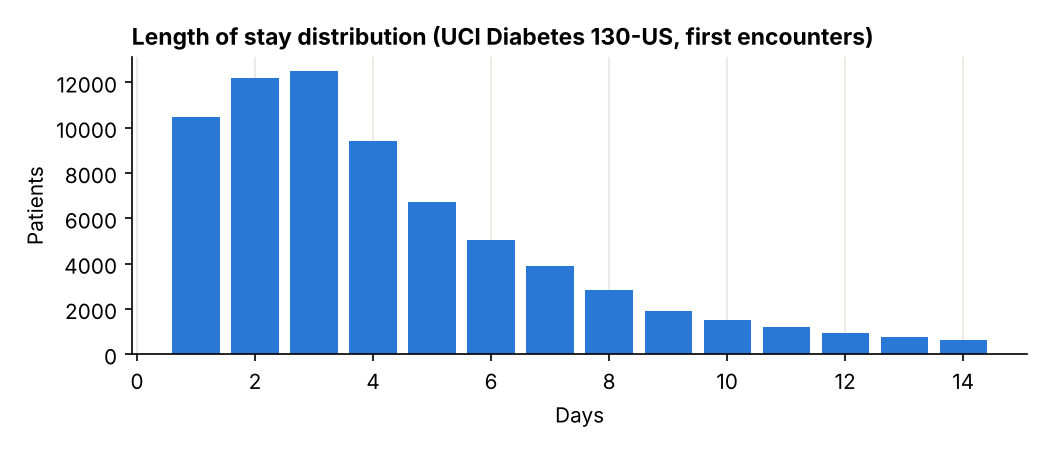 Length of stay distribution (UCI Diabetes 130-US, first encounters)
12000
10000
8000
6000
4000
2000
0
Patients
0 2 4 6 8 10 12 14
Days